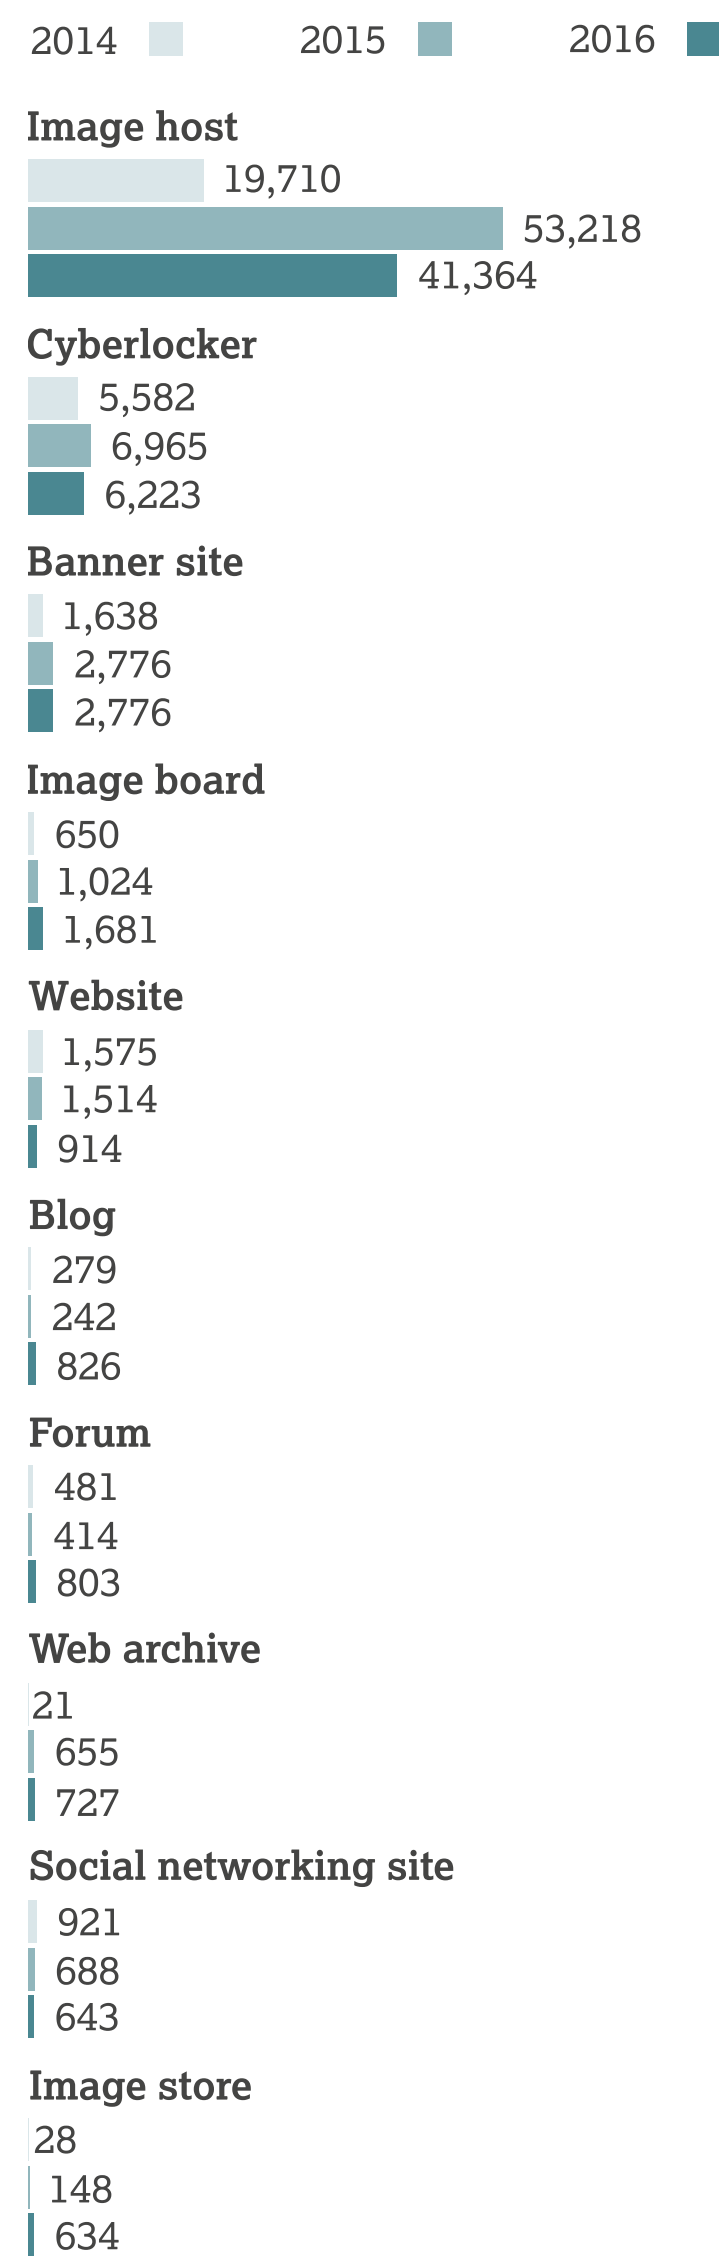 2014 2015 2016
Image host
19,710
53,218
41,364
Cyberlocker
5,582
6,965
6,223
Banner site
1,638
2,776
2,776
Image board
650
1,024
1,681
Website
1,575
1,514
914
Blog
279
242
826
Forum
481
414
803
Web archive
21
655
727
Social networking site
921
688
643
Image store
28
148
634